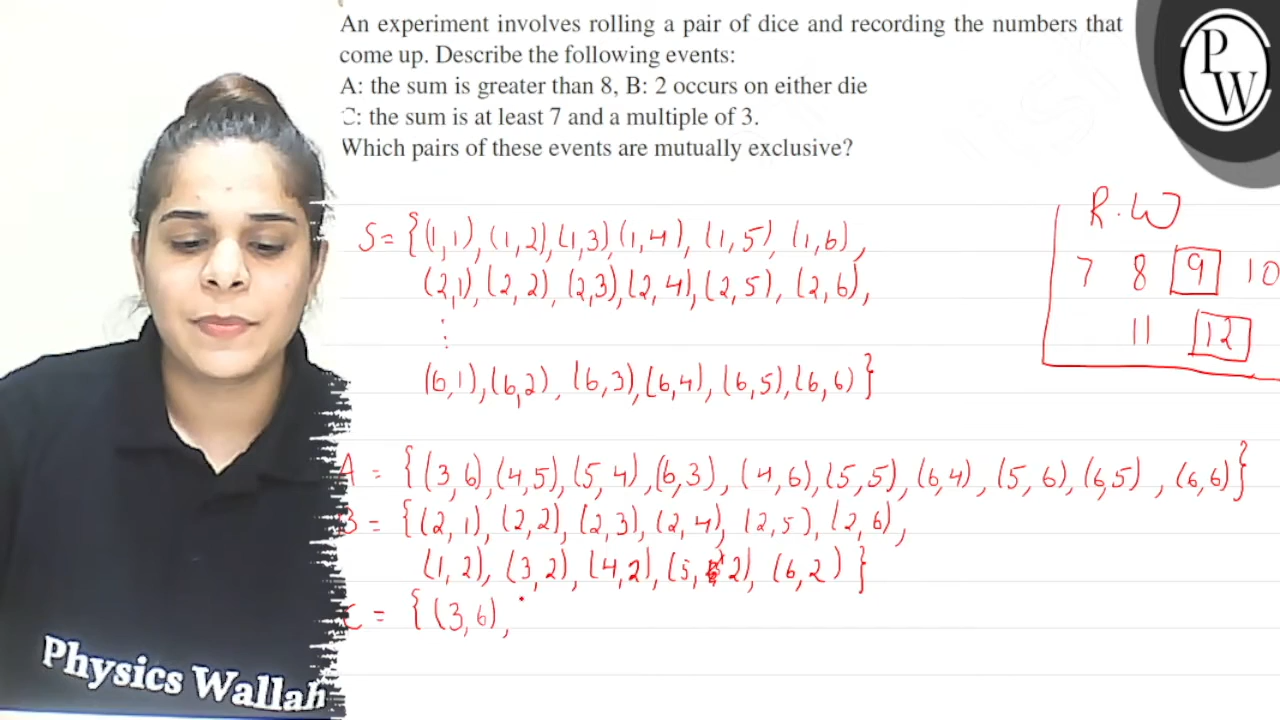 An experiment involves rolling a pair of dice and recording the numbers that
come up. Describe the following events:
A: the sum is greater than 8, B: 2 occurs on either die
C: the sum is at least 7 and a multiple of 3.
Which pairs of these events are mutually exclusive?
P
W
R.W
7 8 9 10
11 12
S = {(1,1), (1,2), (1,3) (1,4), (1,5) (1,6),
(2,1), (2,2), (2,3), (2,4), (2,5), (2,6),
⋮
(6,1), (6,2), (6,3), (6,4), (6,5), (6,6)}
A = {(3,6), (4,5), (5,4), (6,3), (4,6), (5,5), (6,4), (5,6), (6,5), (6,6)}
B = {(2,1), (2,2), (2,3), (2,4), (2,5), (2,6),
(1,2), (3,2), (4,2), (5,2), (6,2)}
C = {(3,6),
Physics Wallah